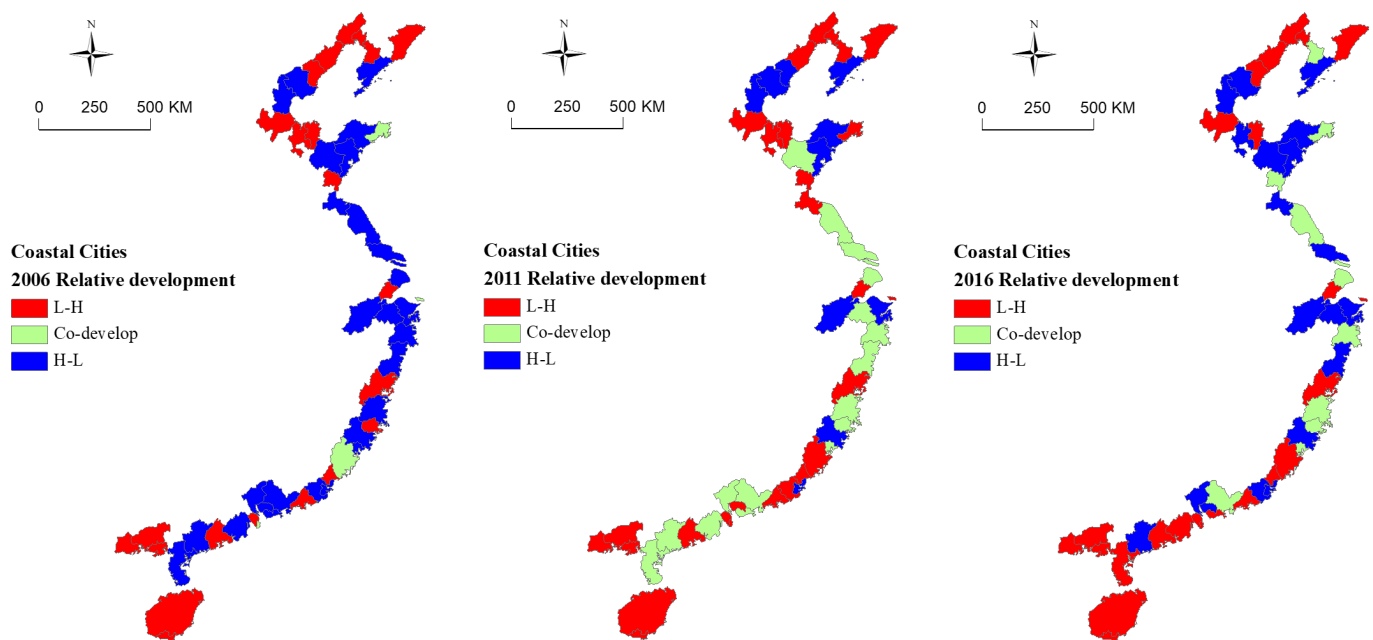 N
0 250 500 KM
Coastal Cities
2006 Relative development
L-H
Co-develop
H-L
N
0 250 500 KM
Coastal Cities
2011 Relative development
L-H
Co-develop
H-L
N
0 250 500 KM
Coastal Cities
2016 Relative development
L-H
Co-develop
H-L